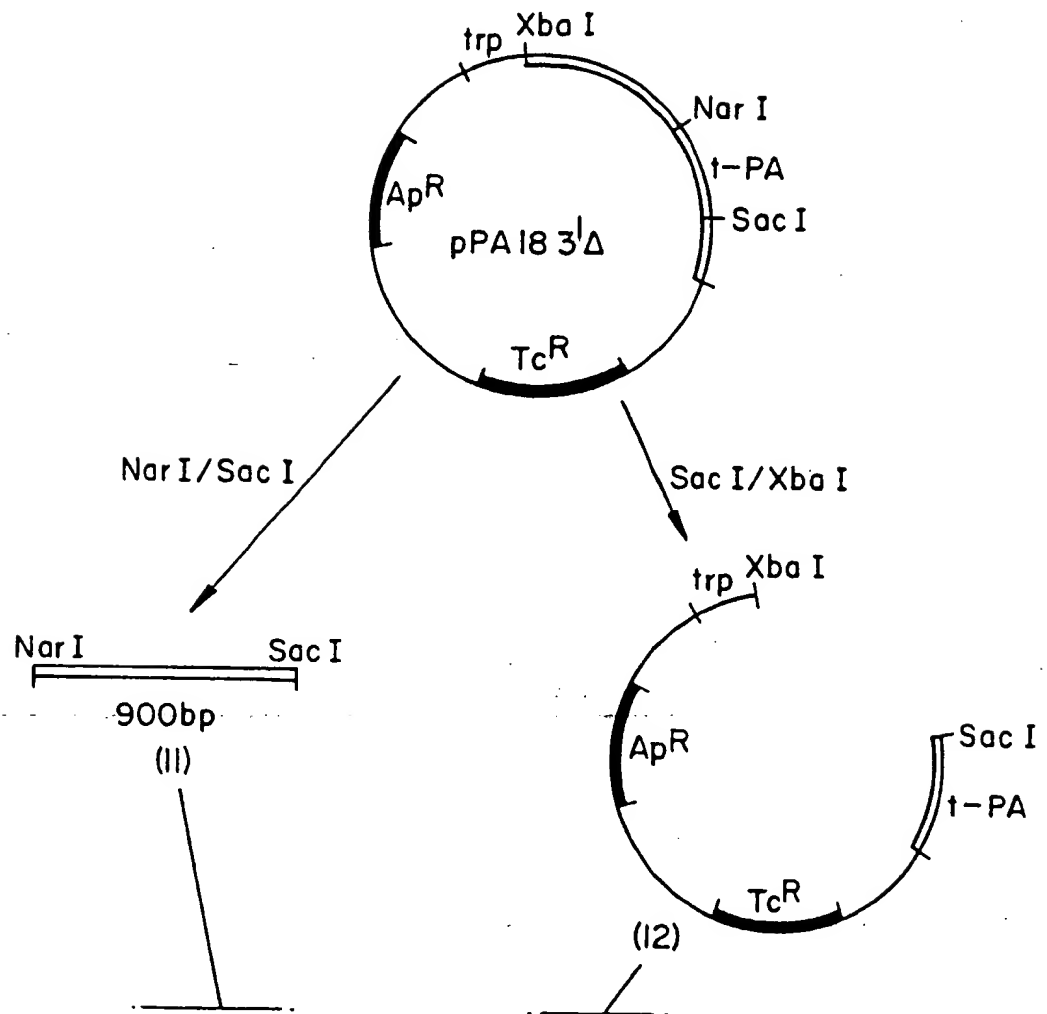 trp
Xba I
Nar I
t-PA
Sac I
ApR
pPA18 3'Δ
TcR
Nar I/Sac I
Sac I/Xba I
trp
Xba I
Nar I
Sac I
900bp
(11)
ApR
Sac I
t-PA
TcR
(12)